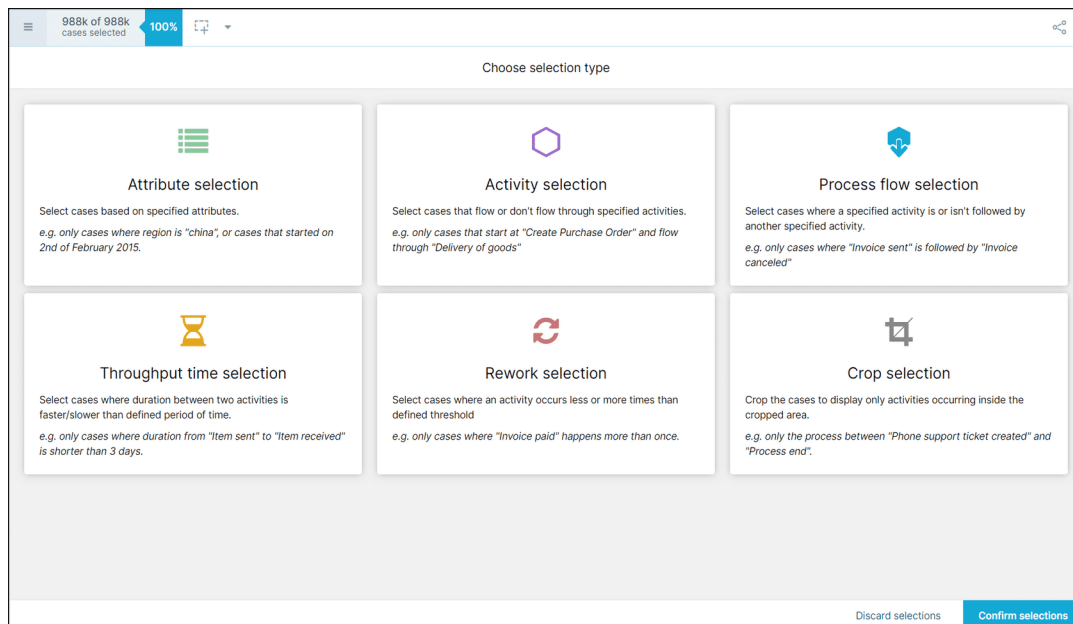 988k of 988k
cases selected
100%
Choose selection type
Attribute selection
Select cases based on specified attributes.
e.g. only cases where region is "china", or cases that started on
2nd of February 2015.
Activity selection
Select cases that flow or don't flow through specified activities.
e.g. only cases that start at "Create Purchase Order" and flow
through "Delivery of goods"
Process flow selection
Select cases where a specified activity is or isn't followed by
another specified activity.
e.g. only cases where "Invoice sent" is followed by "Invoice
canceled"
Throughput time selection
Select cases where duration between two activities is
faster/slower than defined period of time.
e.g. only cases where duration from "Item sent" to "Item received"
is shorter than 3 days.
Rework selection
Select cases where an activity occurs less or more times than
defined threshold
e.g. only cases where "Invoice paid" happens more than once.
Crop selection
Crop the cases to display only activities occurring inside the
cropped area.
e.g. only the process between "Phone support ticket created" and
"Process end".
Discard selections
Confirm selections